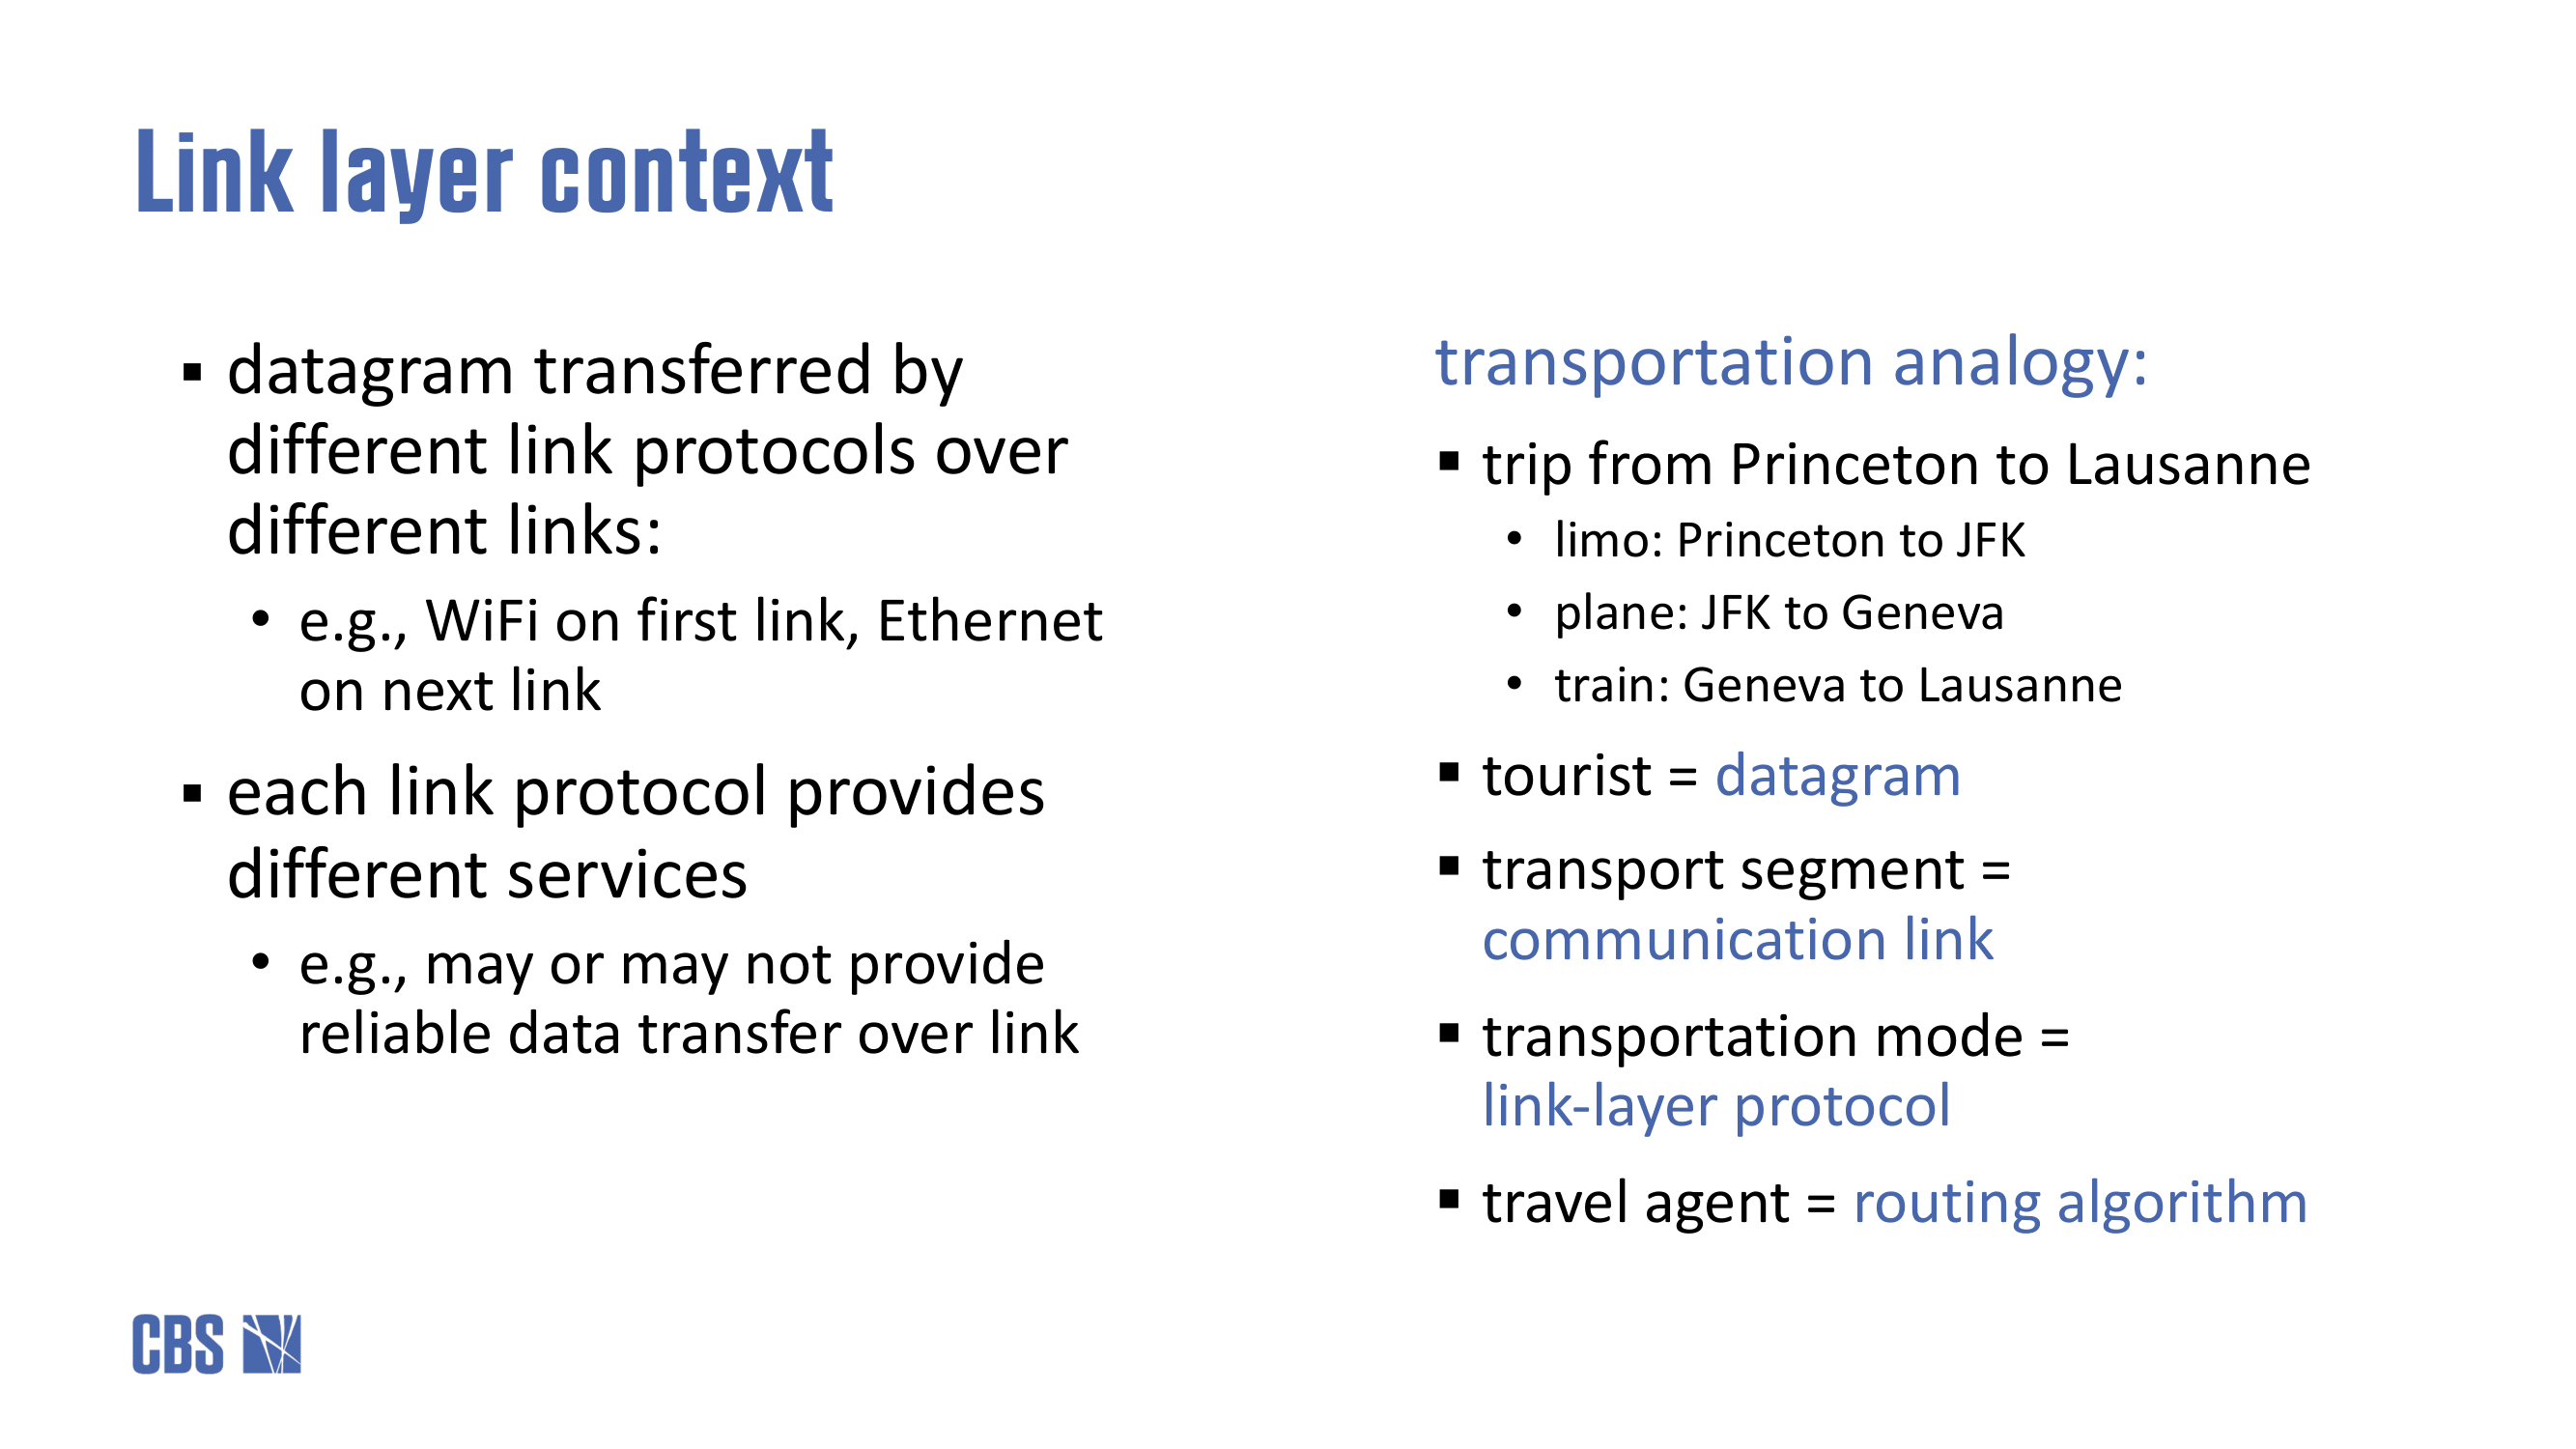 Link layer context
▪ datagram transferred by
different link protocols over
different links:
• e.g., WiFi on first link, Ethernet
on next link
▪ each link protocol provides
different services
• e.g., may or may not provide
reliable data transfer over link
transportation analogy:
▪ trip from Princeton to Lausanne
• limo: Princeton to JFK
• plane: JFK to Geneva
• train: Geneva to Lausanne
▪ tourist = datagram
▪ transport segment =
communication link
▪ transportation mode =
link-layer protocol
▪ travel agent = routing algorithm
CBS